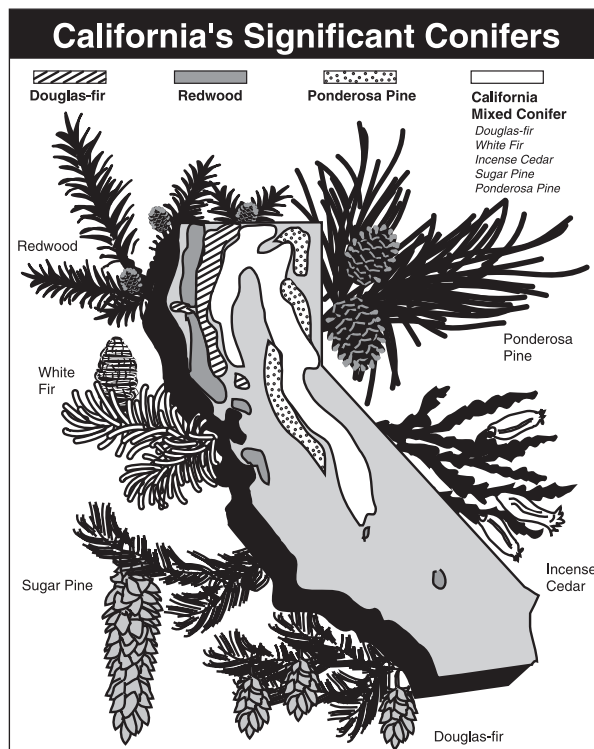 California's Significant Conifers
Douglas-fir
Redwood
Ponderosa Pine
California
Mixed Conifer
Douglas-fir
White Fir
Incense Cedar
Sugar Pine
Ponderosa Pine
Redwood
Ponderosa
Pine
White
Fir
Incense
Cedar
Sugar Pine
Douglas-fir